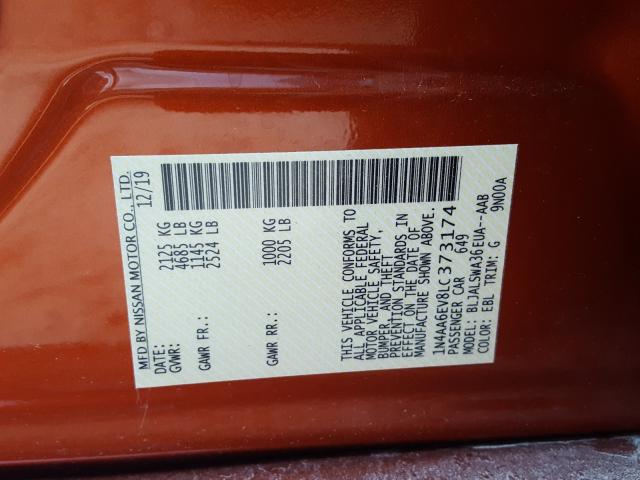 MFD BY NISSAN MOTOR CO., LTD.
DATE: 12/19
GVWR: 2125 KG
4685 LB
GAWR FR: 1145 KG
2524 LB
GAWR RR: 1000 KG
2205 LB
THIS VEHICLE CONFORMS TO
ALL APPLICABLE FEDERAL
MOTOR VEHICLE SAFETY,
BUMPER, AND THEFT
PREVENTION STANDARDS IN
EFFECT ON THE DATE OF
MANUFACTURE SHOWN ABOVE.
1N4AA6EV8LC373174
PASSENGER CAR 649
MODEL: BLJALSWA36EUA--AAB
COLOR: EBL TRIM: G 9N00A